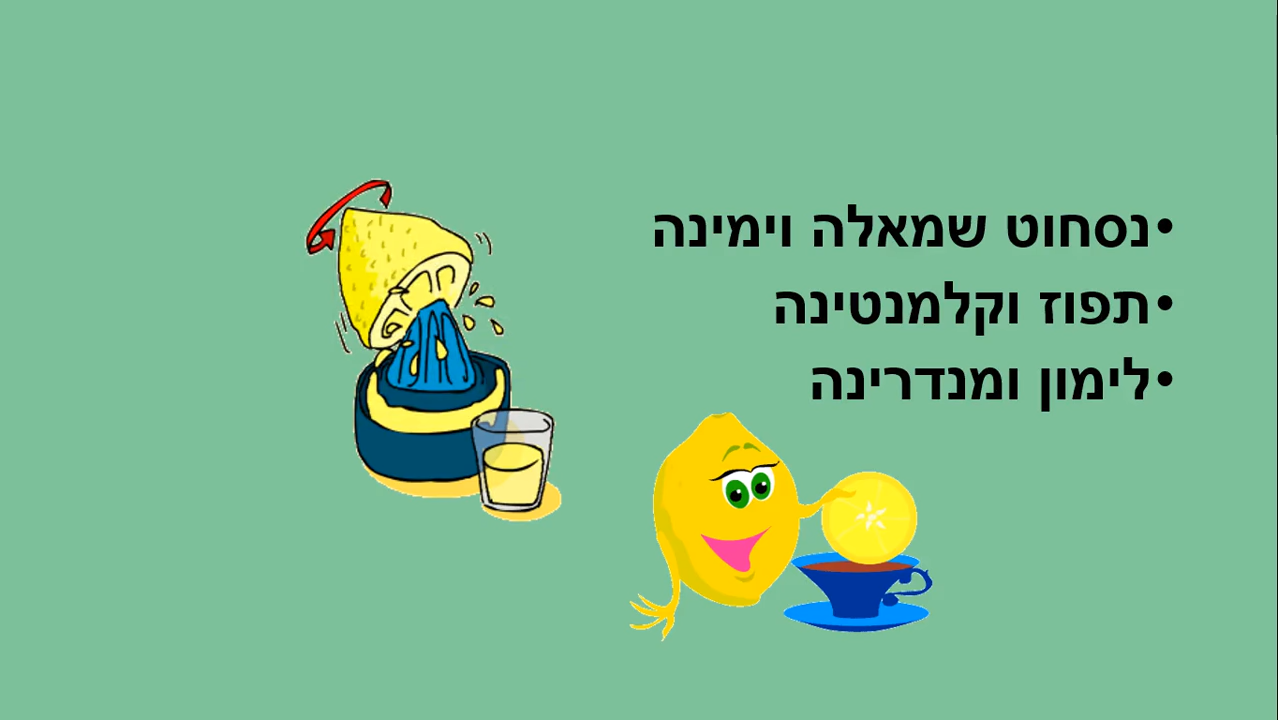 •נסחוט שמאלה וימינה
•תפוז וקלמנטינה
•לימון ומנדרינה